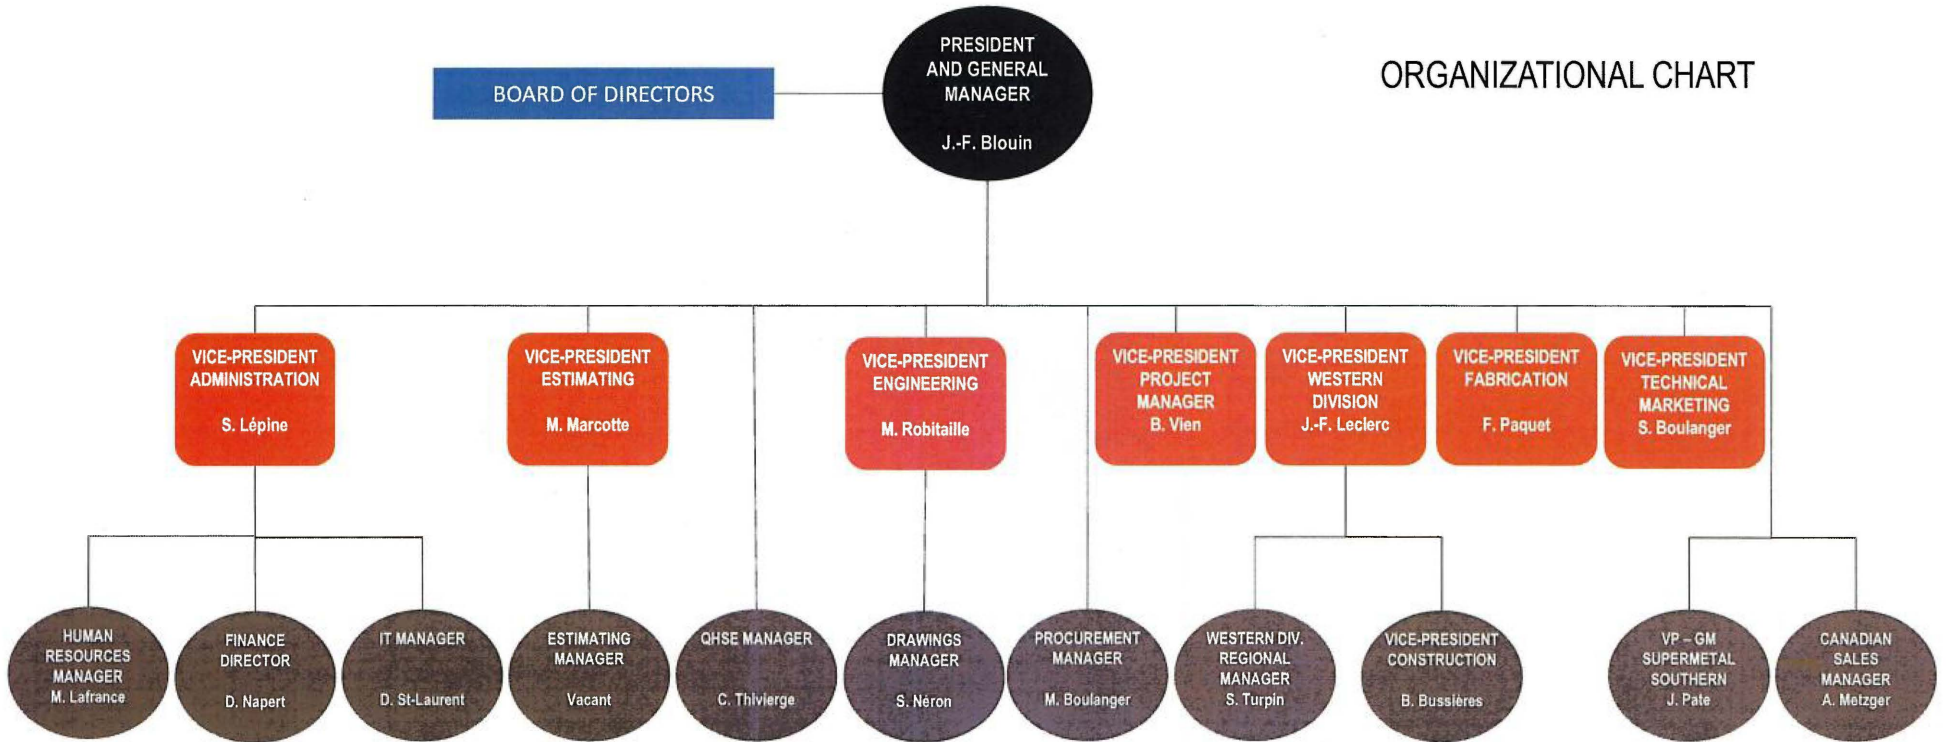 ORGANIZATIONAL CHART
BOARD OF DIRECTORS
PRESIDENT
AND GENERAL
MANAGER
J.-F. Blouin
VICE-PRESIDENT
ADMINISTRATION
S. Lépine
VICE-PRESIDENT
ESTIMATING
M. Marcotte
VICE-PRESIDENT
ENGINEERING
M. Robitaille
VICE-PRESIDENT
PROJECT
MANAGER
B. Vien
VICE-PRESIDENT
WESTERN
DIVISION
J.-F. Leclerc
VICE-PRESIDENT
FABRICATION
F. Paquet
VICE-PRESIDENT
TECHNICAL
MARKETING
S. Boulanger
HUMAN
RESOURCES
MANAGER
M. Lafrance
FINANCE
DIRECTOR
D. Napert
IT MANAGER
D. St-Laurent
ESTIMATING
MANAGER
Vacant
QHSE MANAGER
C. Thivierge
DRAWINGS
MANAGER
S. Néron
PROCUREMENT
MANAGER
M. Boulanger
WESTERN DIV.
REGIONAL
MANAGER
S. Turpin
VICE-PRESIDENT
CONSTRUCTION
B. Bussières
VP – GM
SUPERMETAL
SOUTHERN
J. Pate
CANADIAN
SALES
MANAGER
A. Metzger